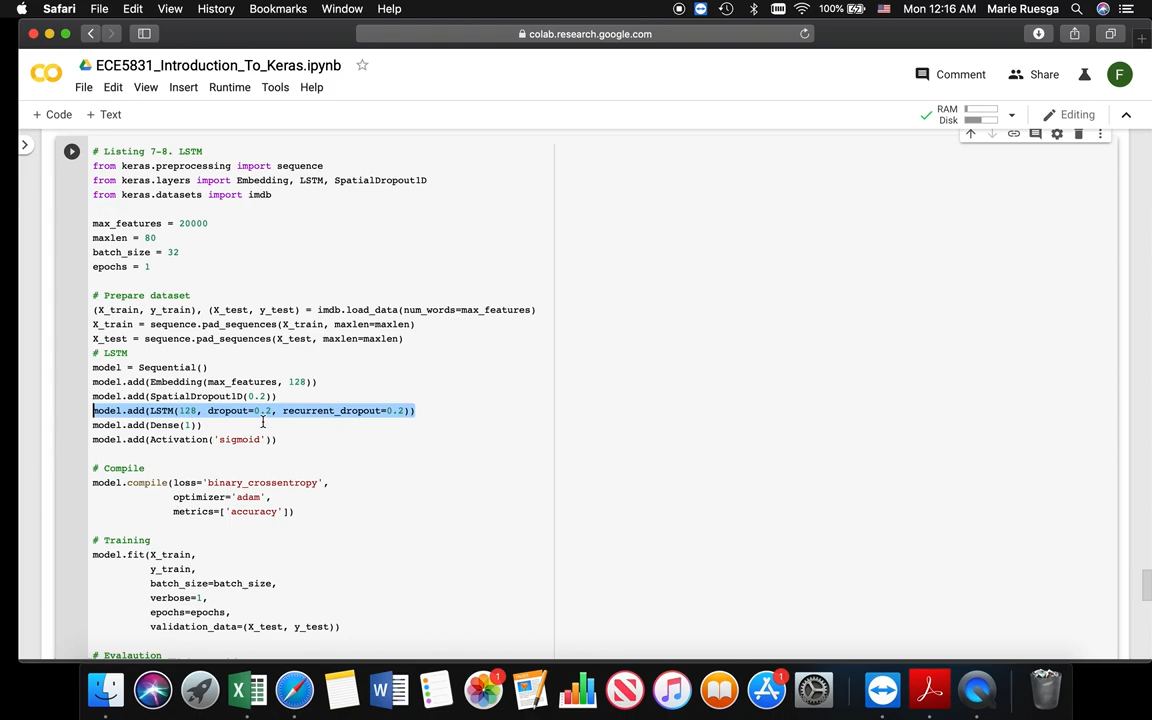 Safari File Edit View History Bookmarks Window Help 100% Mon 12:16 AM Marie Ruesga
colab.research.google.com
ECE5831_Introduction_To_Keras.ipynb
File Edit View Insert Runtime Tools Help
Comment Share F
+ Code + Text
RAM
Disk
Editing
# Listing 7-8. LSTM
from keras.preprocessing import sequence
from keras.layers import Embedding, LSTM, SpatialDropout1D
from keras.datasets import imdb
max_features = 20000
maxlen = 80
batch_size = 32
epochs = 1
# Prepare dataset
(X_train, y_train), (X_test, y_test) = imdb.load_data(num_words=max_features)
X_train = sequence.pad_sequences(X_train, maxlen=maxlen)
X_test = sequence.pad_sequences(X_test, maxlen=maxlen)
# LSTM
model = Sequential()
model.add(Embedding(max_features, 128))
model.add(SpatialDropout1D(0.2))
model.add(LSTM(128, dropout=0.2, recurrent_dropout=0.2))
model.add(Dense(1))
model.add(Activation('sigmoid'))
# Compile
model.compile(loss='binary_crossentropy',
optimizer='adam',
metrics=['accuracy'])
# Training
model.fit(X_train,
y_train,
batch_size=batch_size,
verbose=1,
epochs=epochs,
validation_data=(X_test, y_test))
# Evalaution
1
1